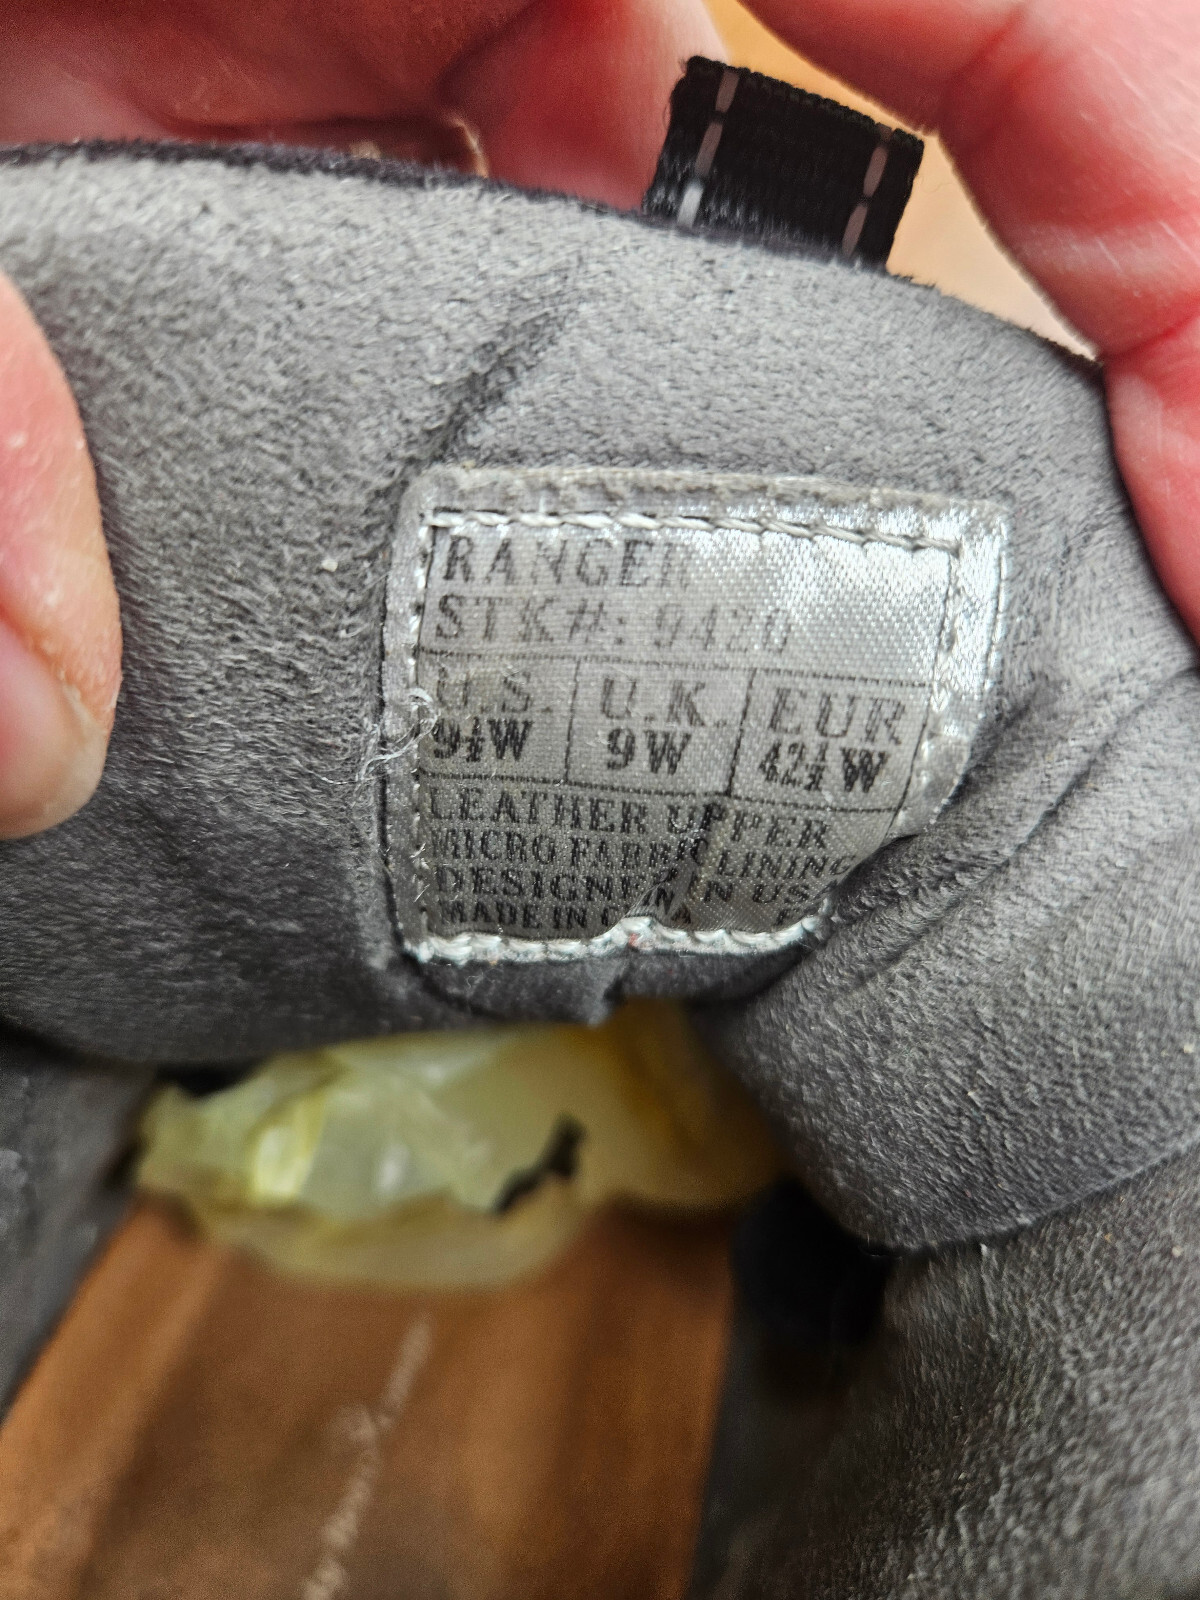 RANGER
STK#: 9420
U.S. U.K. EUR
9½W 9W 42½W
LEATHER UPPER
MICRO FABRIC LINING
DESIGNED IN US
MADE IN